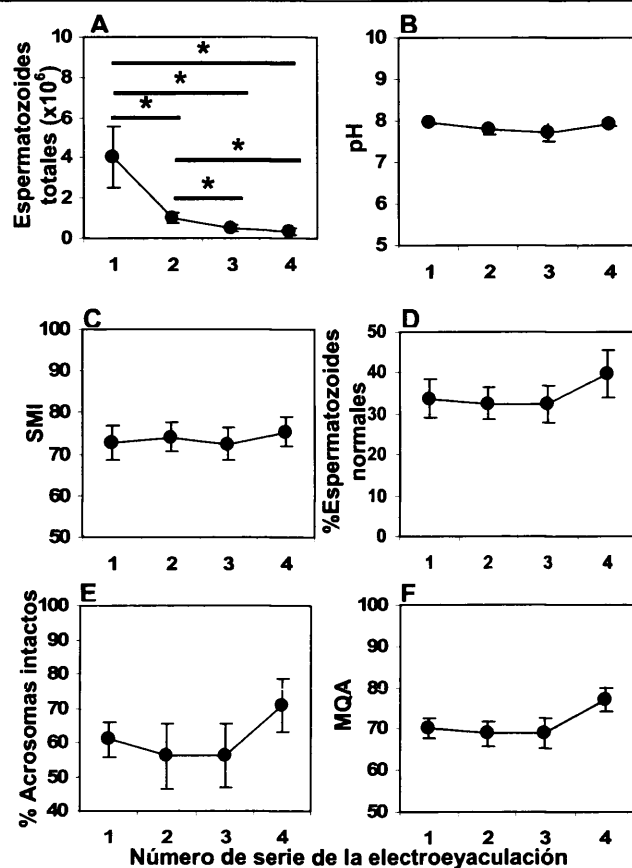 A
Espermatozoides
totales (x10⁶)
10
8
6
4
2
0
*
*
*
*
*
1 2 3 4
B
pH
10
9
8
7
6
5
1 2 3 4
C
SMI
100
90
80
70
60
50
1 2 3 4
D
%Espermatozoides
normales
50
40
30
20
10
0
1 2 3 4
E
% Acrosomas intactos
100
90
80
70
60
50
40
1 2 3 4
F
MQA
100
90
80
70
60
50
1 2 3 4
Número de serie de la electroeyaculación